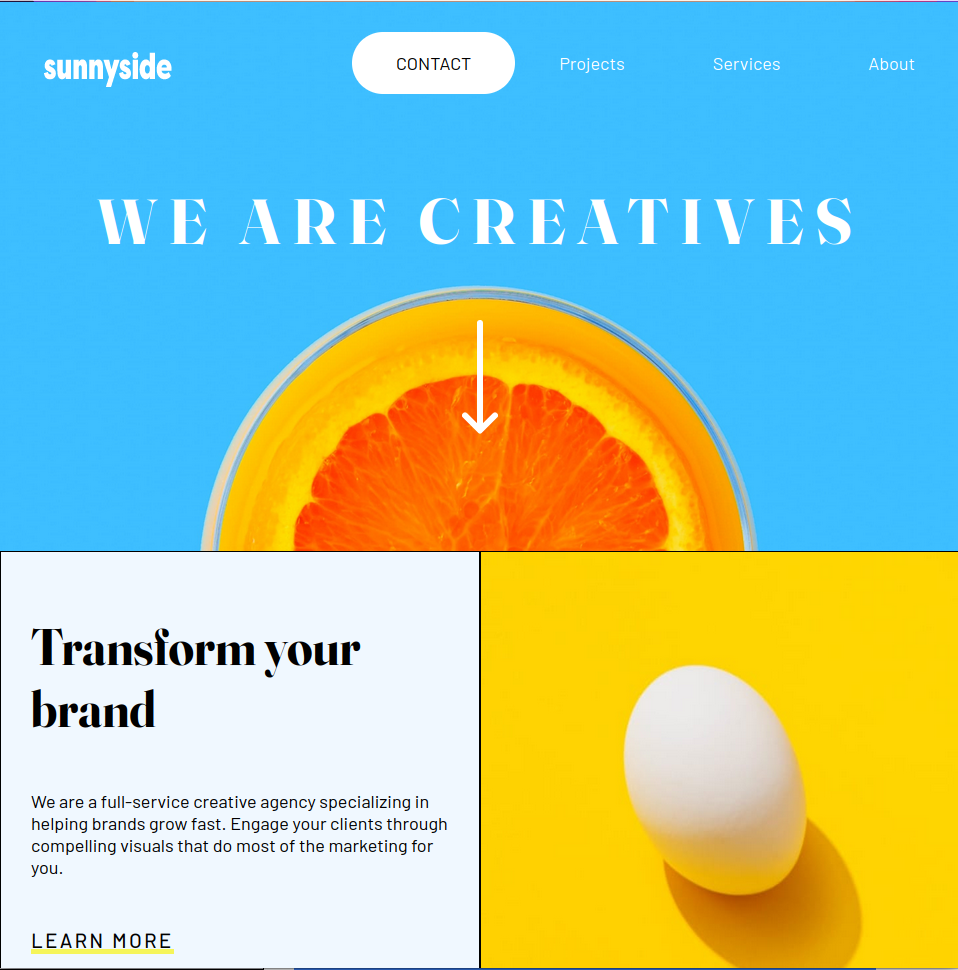 sunnyside
CONTACT
Projects
Services
About
WE ARE CREATIVES
Transform your
brand
We are a full-service creative agency specializing in
helping brands grow fast. Engage your clients through
compelling visuals that do most of the marketing for
you.
LEARN MORE